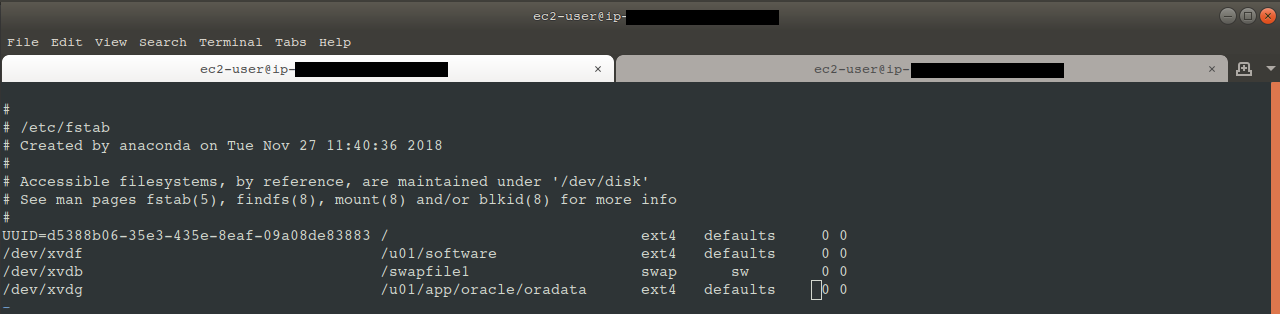 ec2-user@ip-
File Edit View Search Terminal Tabs Help
ec2-user@ip- × ec2-user@ip- ×
#
# /etc/fstab
# Created by anaconda on Tue Nov 27 11:40:36 2018
#
# Accessible filesystems, by reference, are maintained under '/dev/disk'
# See man pages fstab(5), findfs(8), mount(8) and/or blkid(8) for more info
#
UUID=d5388b06-35e3-435e-8eaf-09a08de83883 / ext4 defaults 0 0
/dev/xvdf /u01/software ext4 defaults 0 0
/dev/xvdb /swapfile1 swap sw 0 0
/dev/xvdg /u01/app/oracle/oradata ext4 defaults 0 0
~